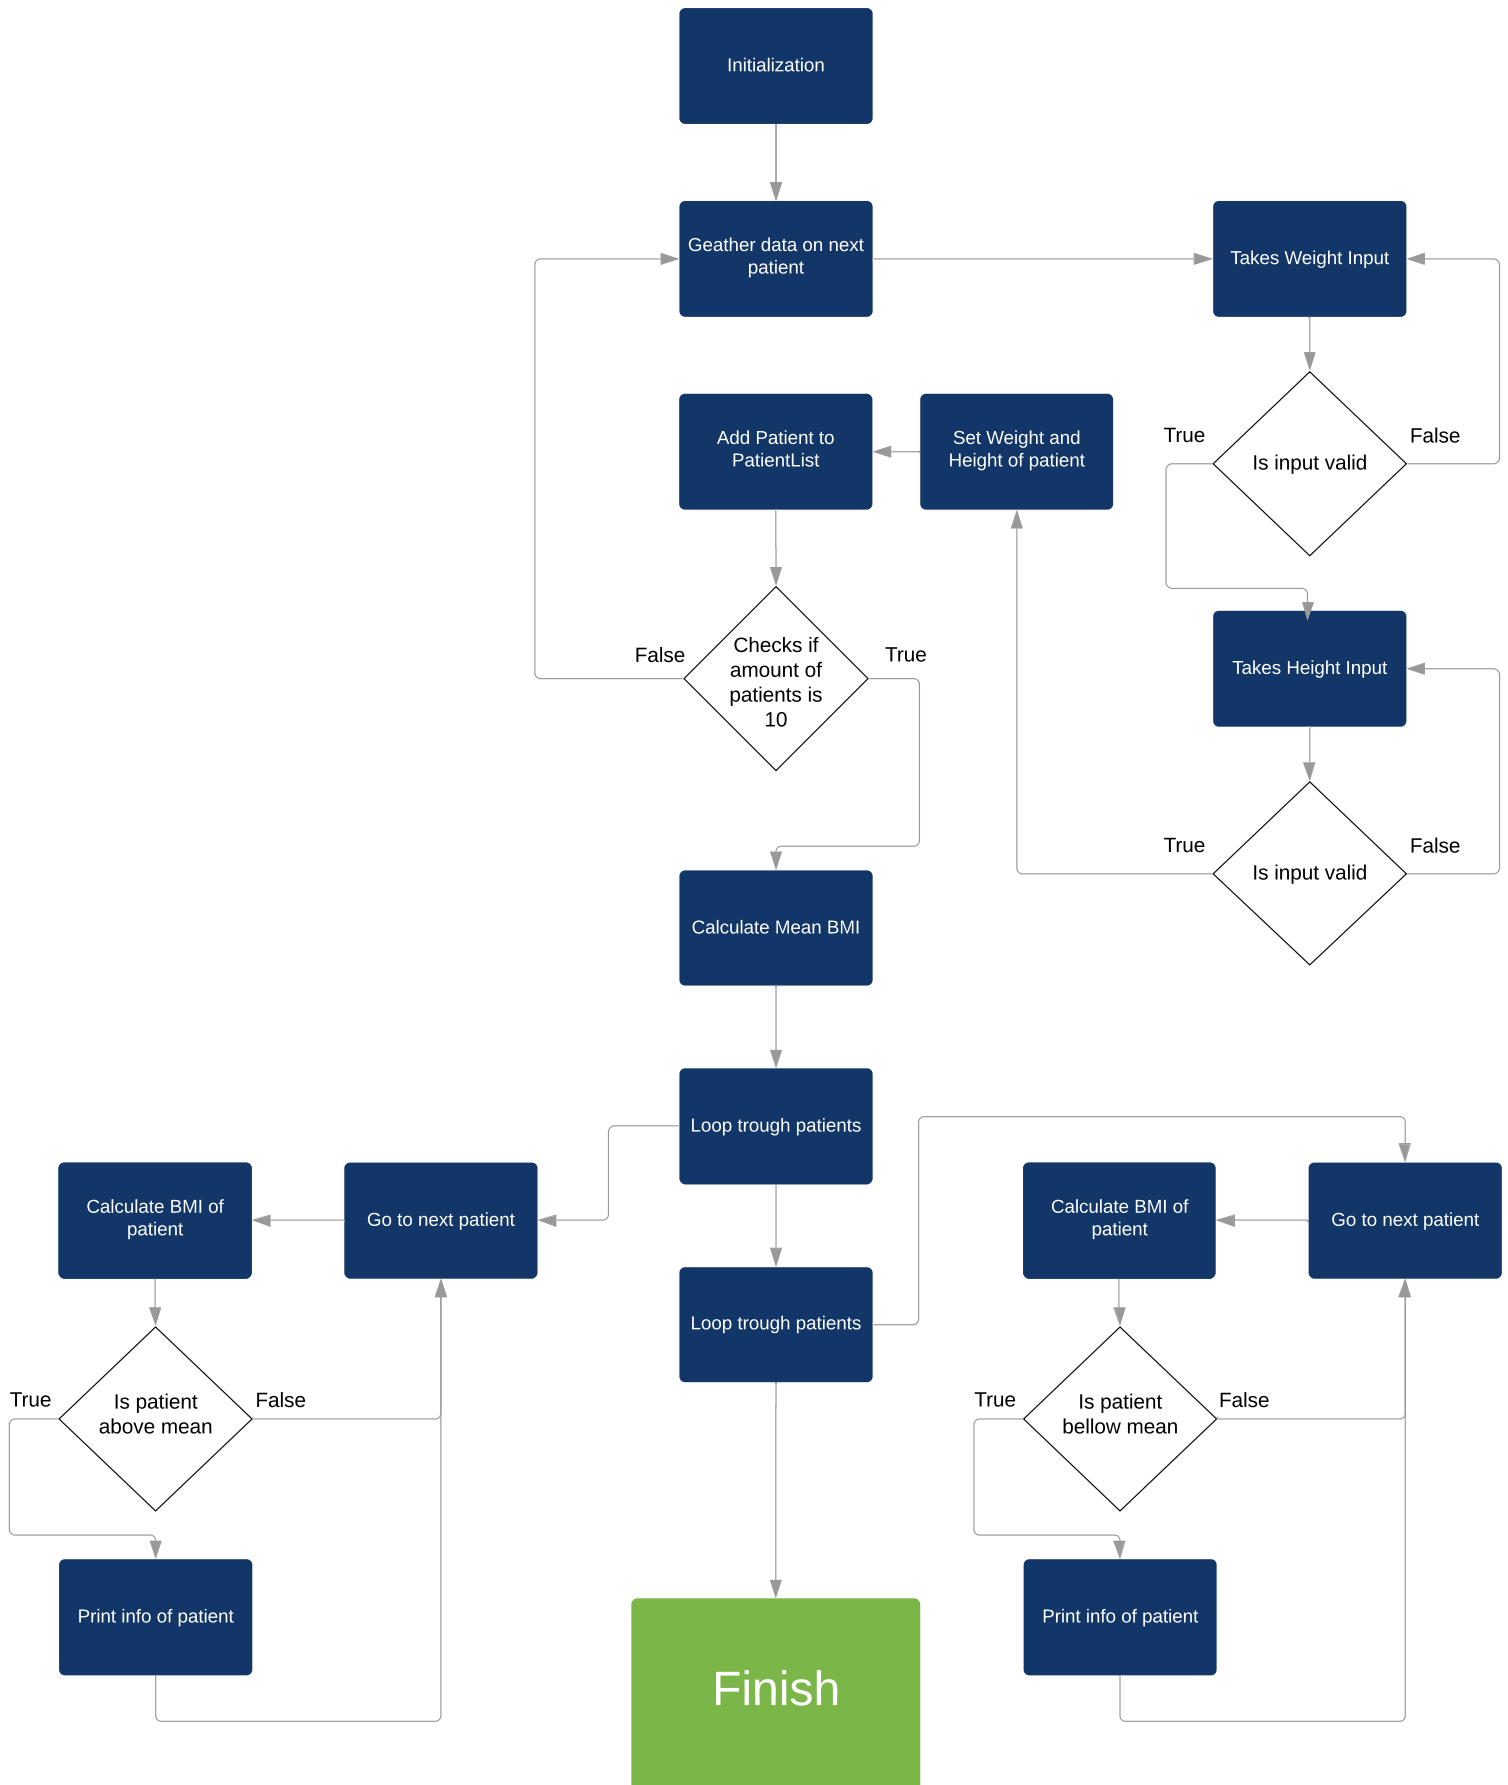 Initialization
Geather data on next
patient
Takes Weight Input
Add Patient to
PatientList
Set Weight and
Height of patient
True
Is input valid
False
False
Checks if
amount of
patients is
10
True
Takes Height Input
True
Is input valid
False
Calculate Mean BMI
Loop trough patients
Calculate BMI of
patient
Go to next patient
Calculate BMI of
patient
Go to next patient
Loop trough patients
True
Is patient
above mean
False
True
Is patient
bellow mean
False
Print info of patient
Print info of patient
Finish